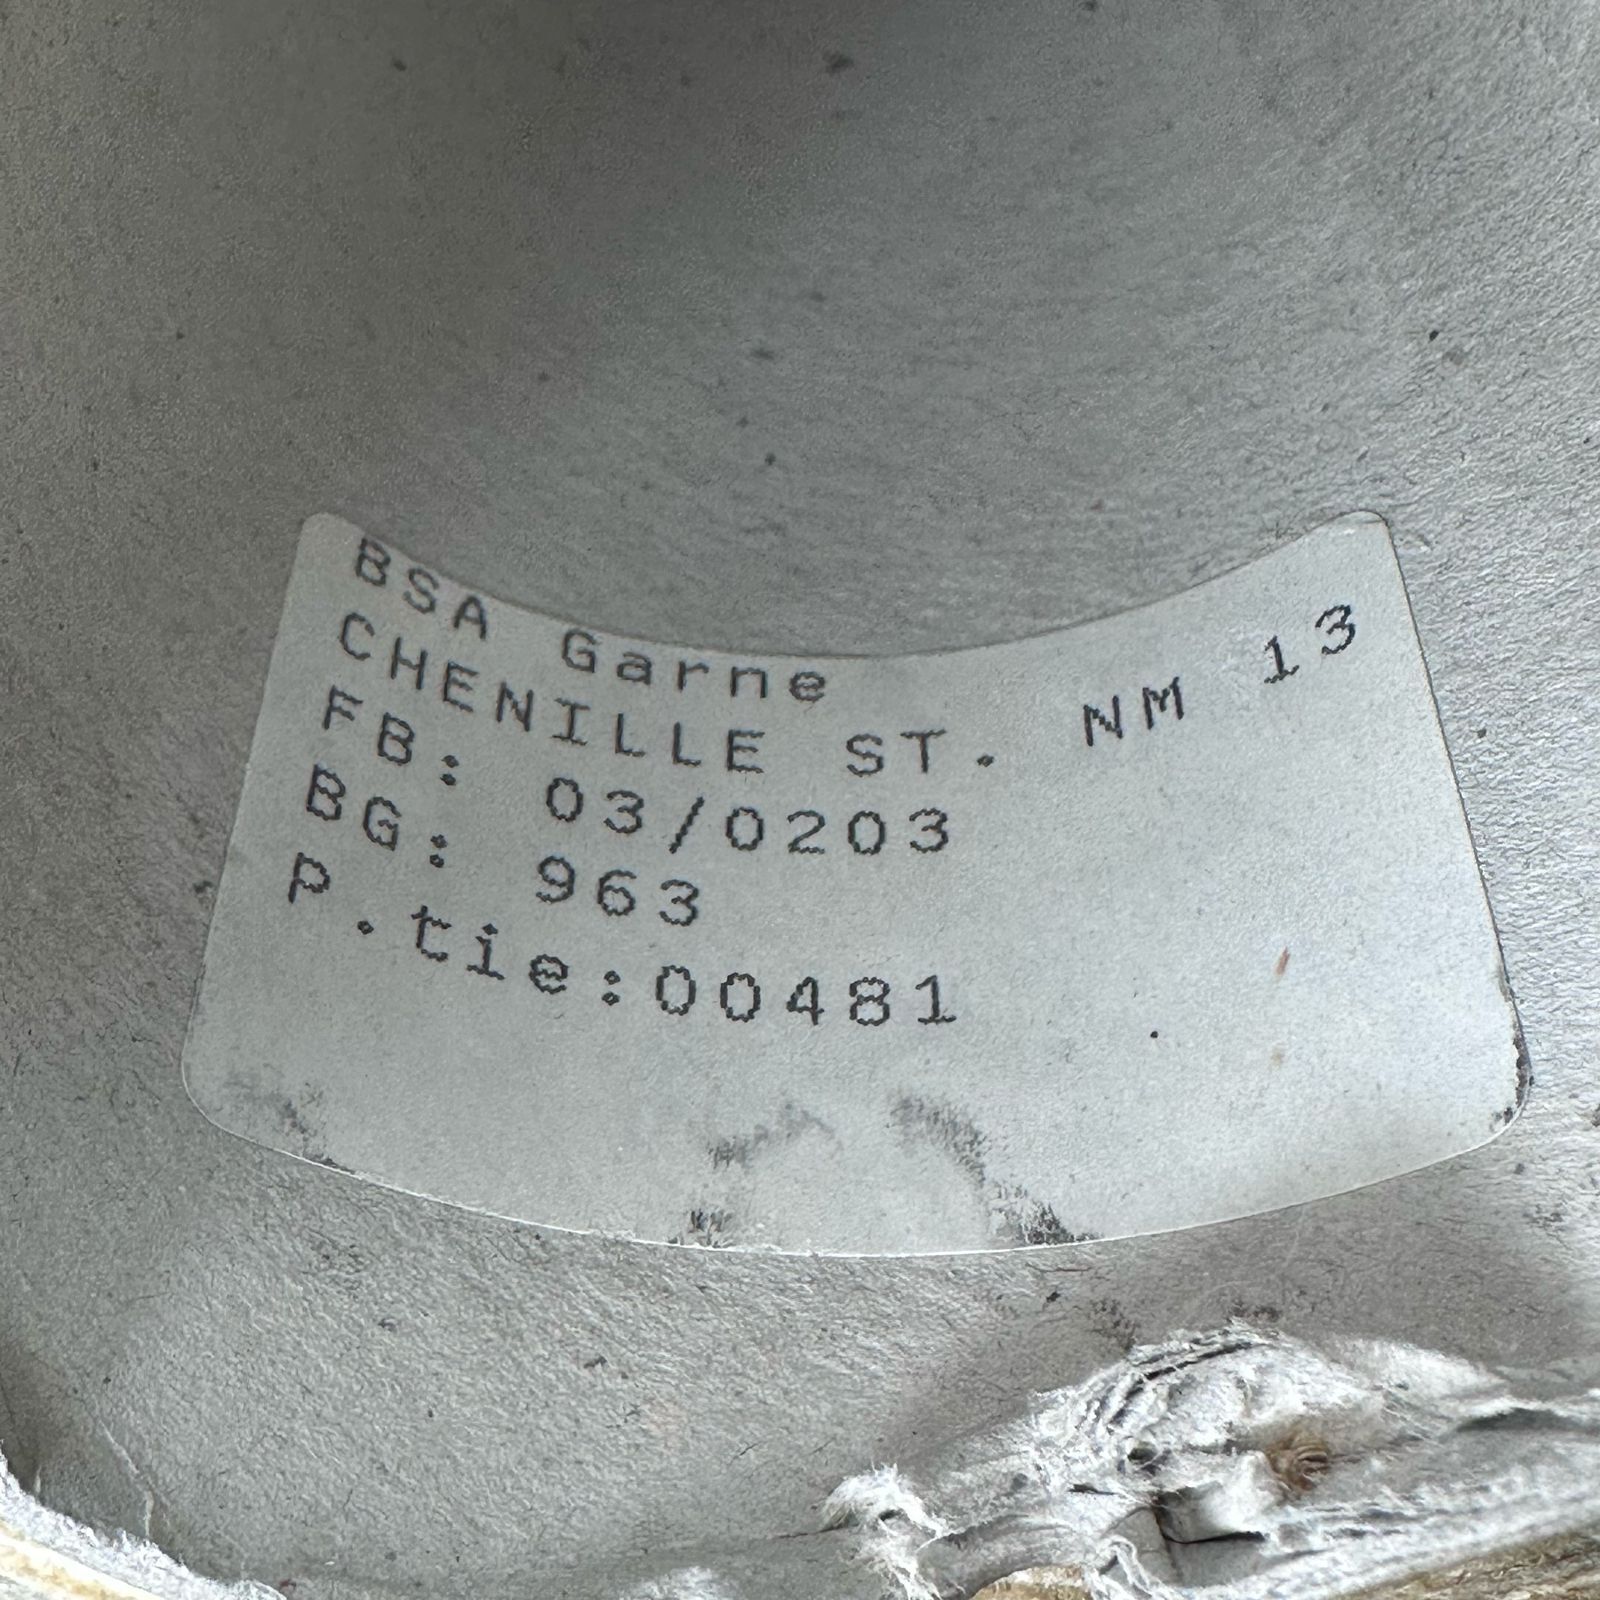 BSA Garne
CHENILLE ST. NM 13
FB: 03/0203
BG: 963
P.tie:00481